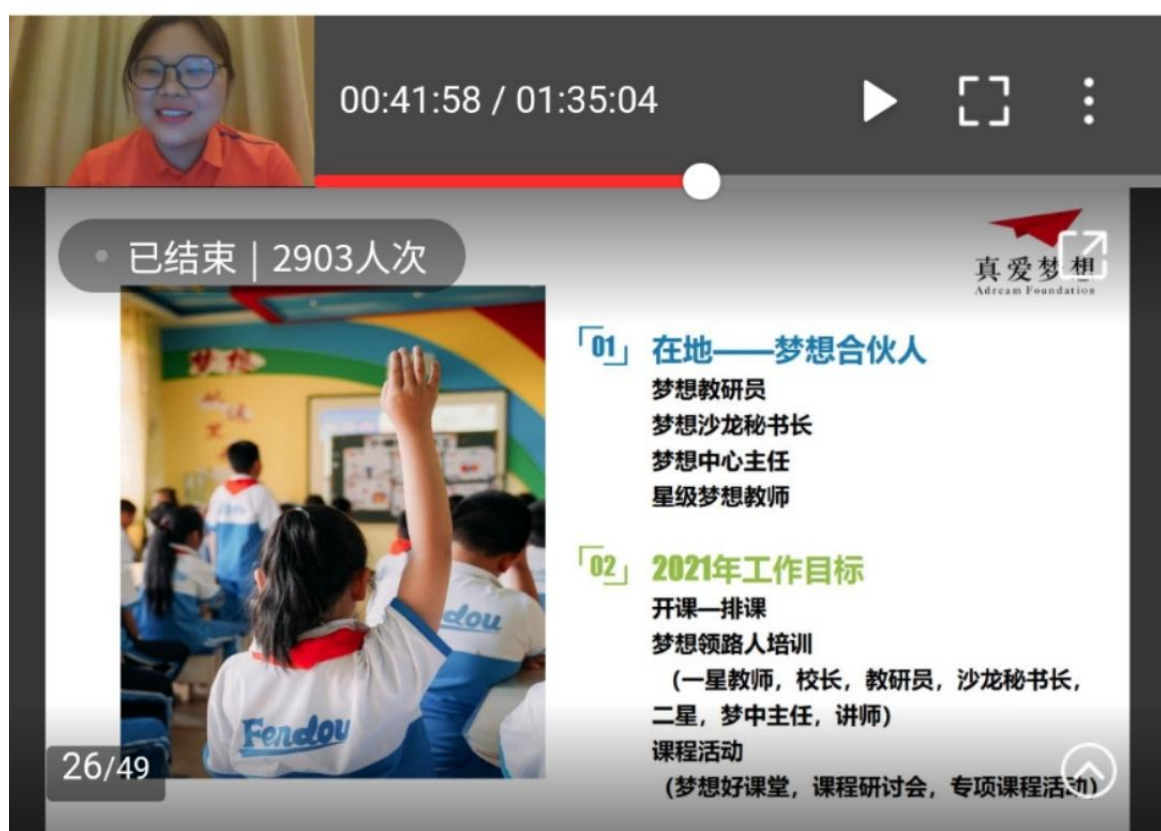 00:41:58 / 01:35:04
已结束 | 2903人次
真爱梦想
Adream Foundation
梦想
「01」 在地——梦想合伙人
梦想教研员
梦想沙龙秘书长
梦想中心主任
星级梦想教师
「02」 2021年工作目标
开课—排课
梦想领路人培训
（一星教师，校长，教研员，沙龙秘书长，
二星，梦中主任，讲师）
课程活动
（梦想好课堂，课程研讨会，专项课程活动）
dou
Fendou
26/49